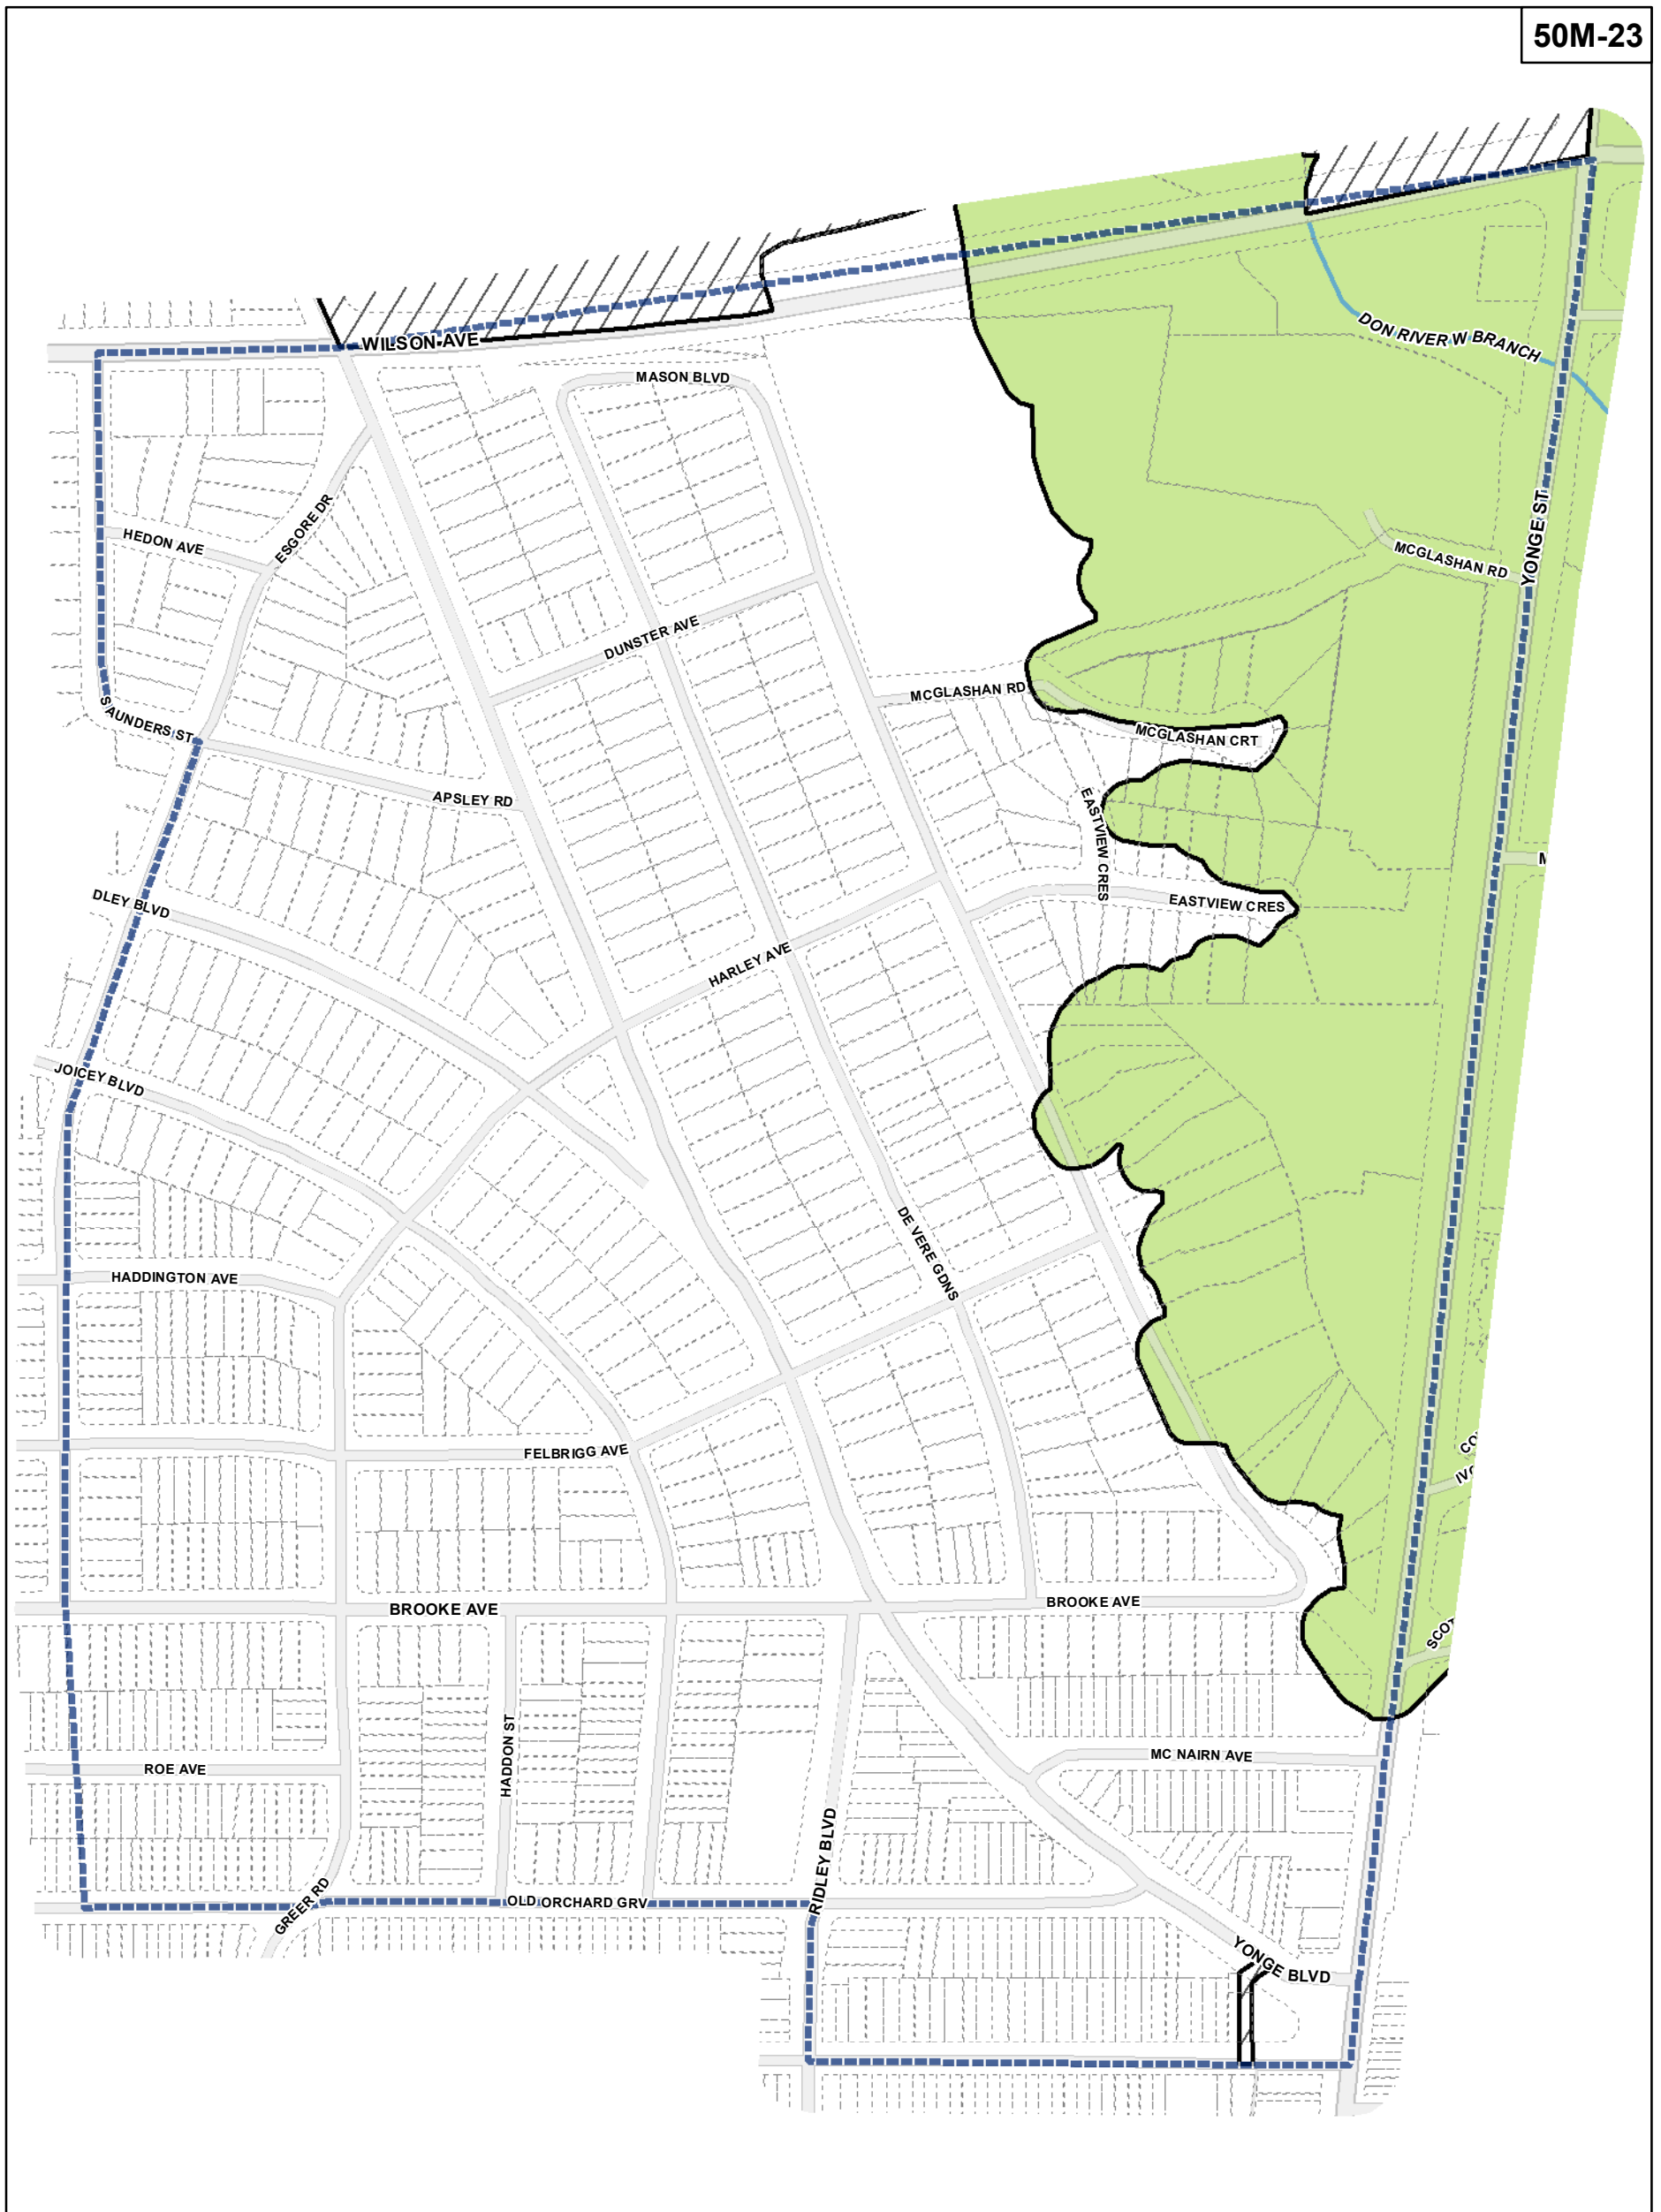 50M-23
DON RIVER W BRANCH
WILSON AVE
MASON BLVD
YONGE ST
HEDON AVE
ESGORE DR
MCGLASHAN RD
DUNSTER AVE
MCGLASHAN RD
SAUNDERS ST
MCGLASHAN CRT
APSLEY RD
EASTVIEW CRES
M
DLEY BLVD
EASTVIEW CRES
HARLEY AVE
JOICEY BLVD
DE VERE GDNS
HADDINGTON AVE
FELBRIGG AVE
CO
IVO
BROOKE AVE
BROOKE AVE
SCOT
MC NAIRN AVE
ROE AVE
HADDON ST
RIDLEY BLVD
GREER RD
OLD ORCHARD GRV
YONGE BLVD